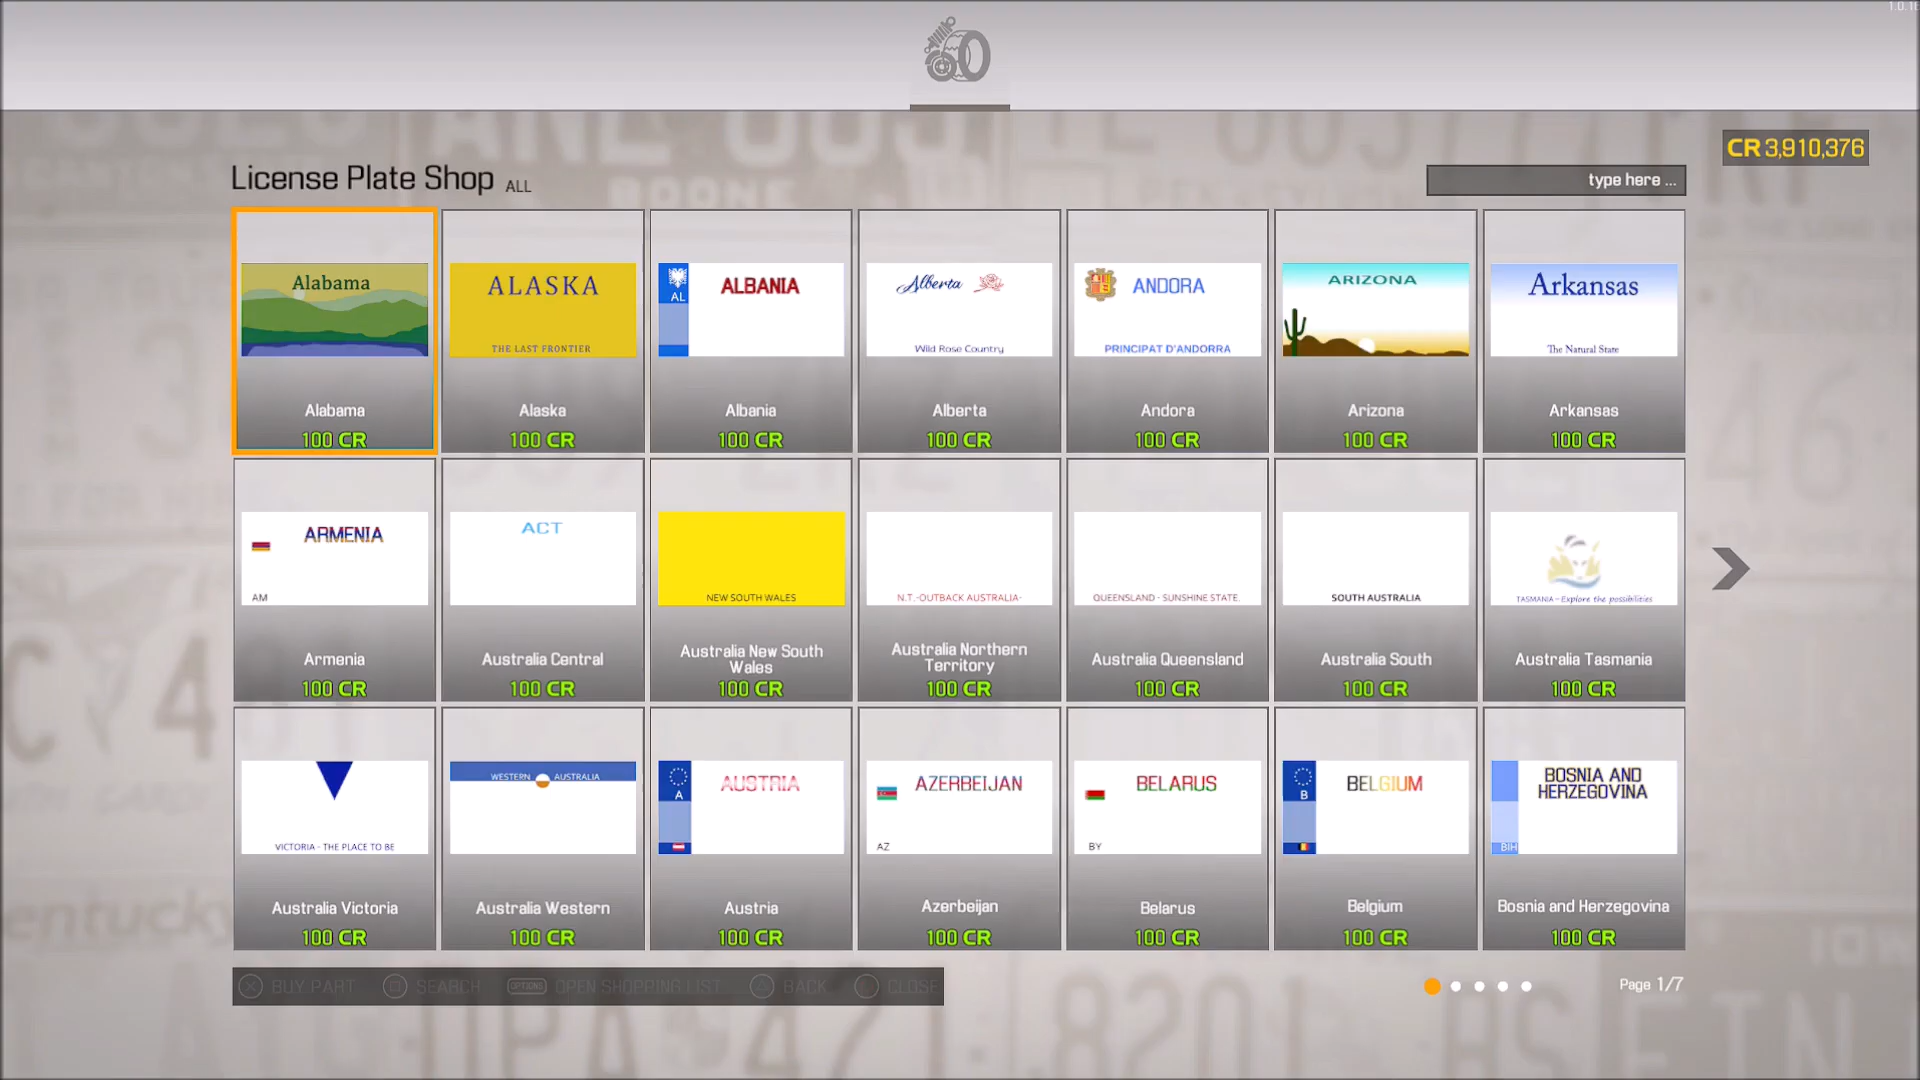 1.0.1
CR 3,910,376
License Plate Shop ALL
type here ...
Alabama
ALASKA
THE LAST FRONTIER
AL
ALBANIA
Alberta
Wild Rose Country
ANDORA
PRINCIPAT D'ANDORRA
ARIZONA
Arkansas
The Natural State
Alabama
100 CR
Alaska
100 CR
Albania
100 CR
Alberta
100 CR
Andora
100 CR
Arizona
100 CR
Arkansas
100 CR
ARMENIA
AM
ACT
NEW SOUTH WALES
N.T.-OUTBACK AUSTRALIA-
QUEENSLAND - SUNSHINE STATE.
SOUTH AUSTRALIA
TASMANIA - Explore the possibilities
Armenia
100 CR
Australia Central
100 CR
Australia New South
Wales
100 CR
Australia Northern
Territory
100 CR
Australia Queensland
100 CR
Australia South
100 CR
Australia Tasmania
100 CR
VICTORIA - THE PLACE TO BE
WESTERN AUSTRALIA
A
AUSTRIA
AZERBEIJAN
AZ
BELARUS
BY
B
BELGIUM
BOSNIA AND
HERZEGOVINA
BIH
Australia Victoria
100 CR
Australia Western
100 CR
Austria
100 CR
Azerbeijan
100 CR
Belarus
100 CR
Belgium
100 CR
Bosnia and Herzegovina
100 CR
BUY PART SEARCH OPTIONS OPEN SHOPPING LIST BACK CLOSE
Page 1/7